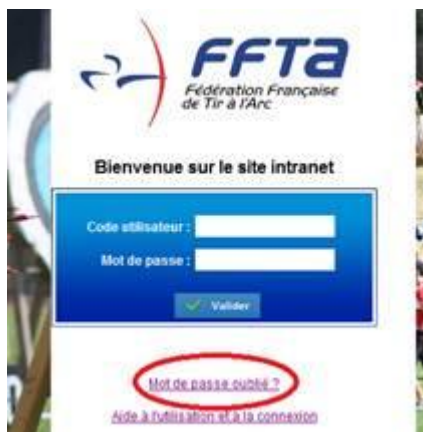 FFTa
Fédération Française
de Tir à l'Arc
Bienvenue sur le site intranet
Code utilisateur :
Mot de passe :
Valider
Mot de passe oublié ?
Aide à l'utilisation et à la connexion